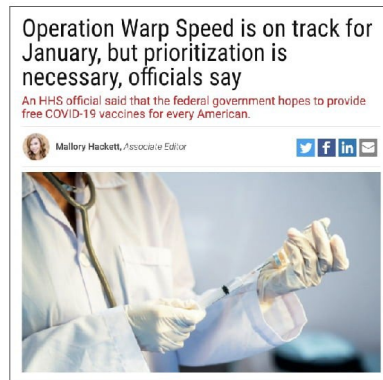 Operation Warp Speed is on track for
January, but prioritization is
necessary, officials say
An HHS official said that the federal government hopes to provide
free COVID-19 vaccines for every American.
Mallory Hackett, Associate Editor